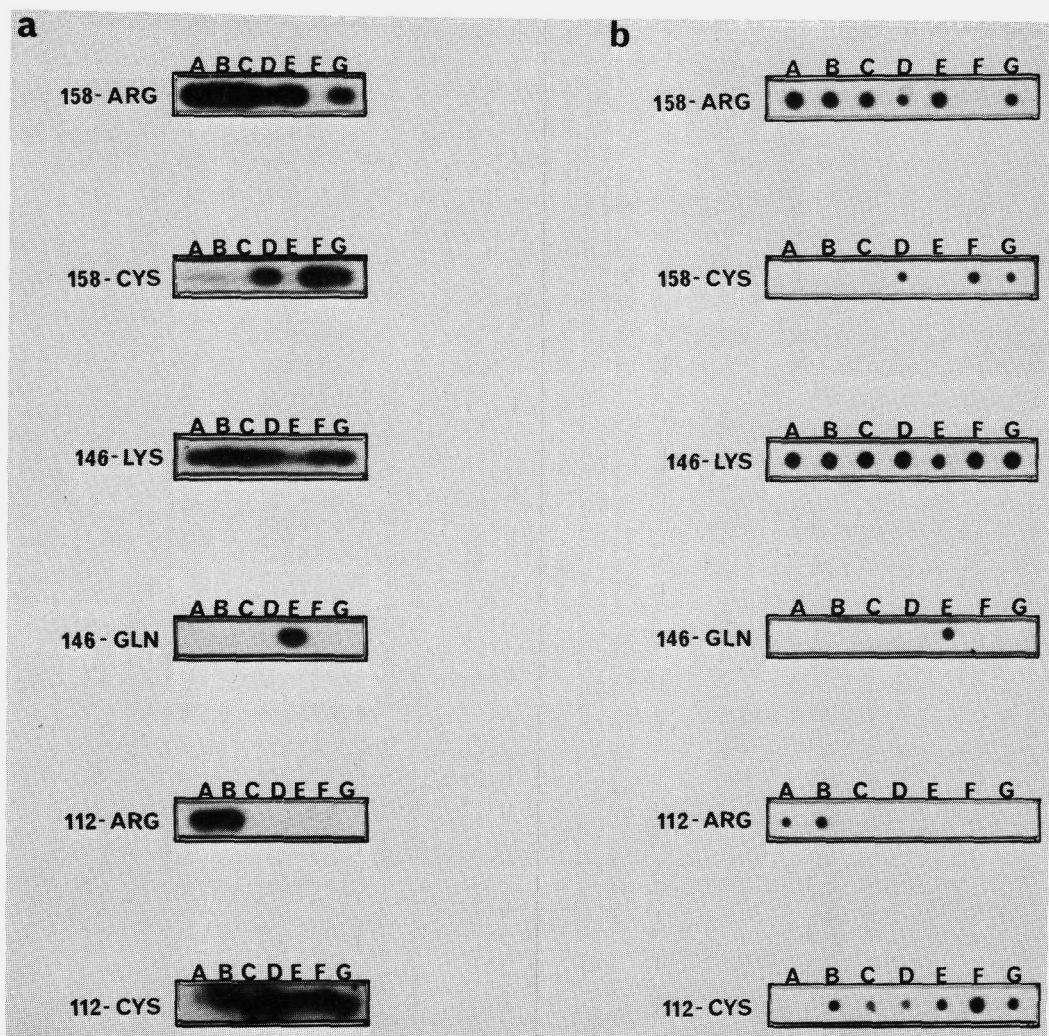 a
A B C D E F G
158-ARG
A B C D E F G
158-CYS
A B C D E F G
146-LYS
A B C D E F G
146-GLN
A B C D E F G
112-ARG
A B C D E F G
112-CYS
b
A B C D E F G
158-ARG
A B C D E F G
158-CYS
A B C D E F G
146-LYS
A B C D E F G
146-GLN
A B C D E F G
112-ARG
A B C D E F G
112-CYS